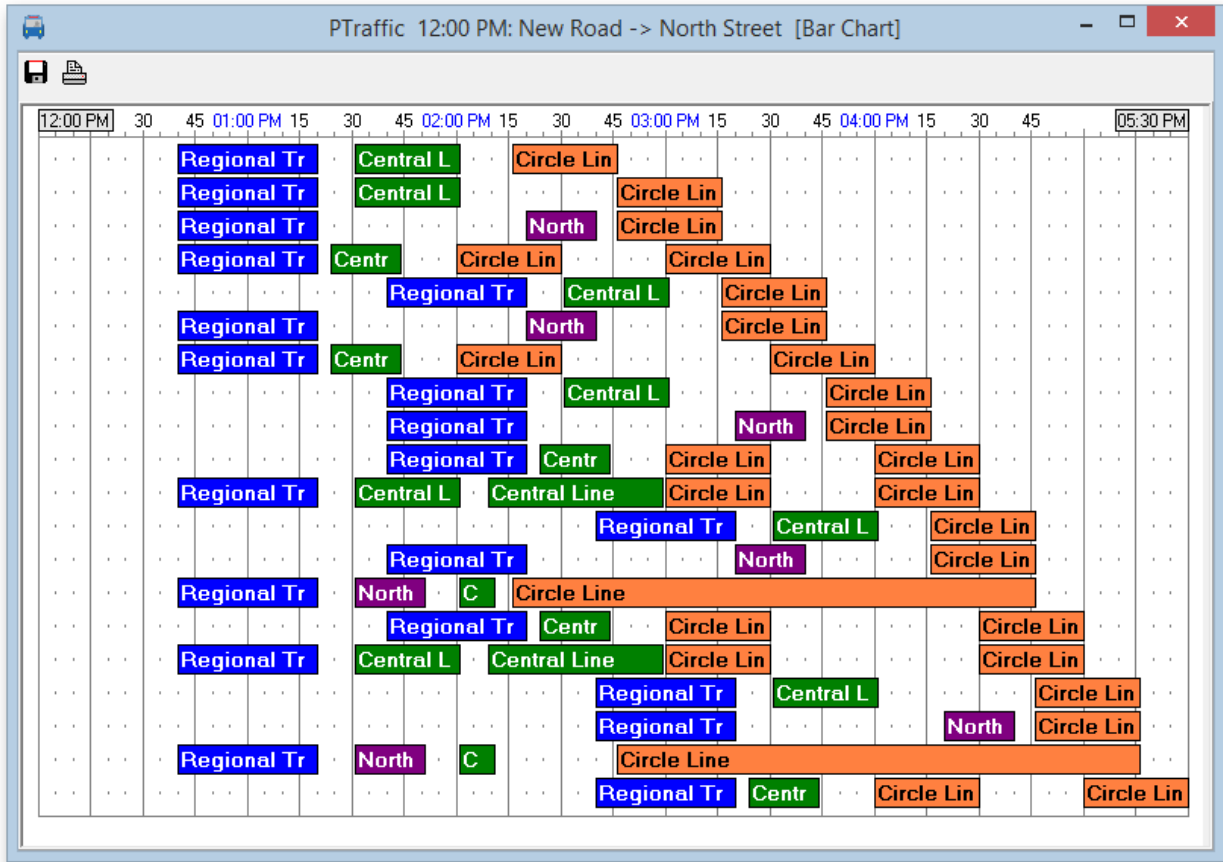 PTraffic 12:00 PM: New Road -> North Street [Bar Chart]
12:00 PM 30 45 01:00 PM 15 30 45 02:00 PM 15 30 45 03:00 PM 15 30 45 04:00 PM 15 30 45 05:30 PM
Regional Tr Central L Circle Lin
Regional Tr Central L Circle Lin
Regional Tr North Circle Lin
Regional Tr Centr Circle Lin Circle Lin
Regional Tr Central L Circle Lin
Regional Tr North Circle Lin
Regional Tr Centr Circle Lin Circle Lin
Regional Tr Central L Circle Lin
Regional Tr North Circle Lin
Regional Tr Centr Circle Lin Circle Lin
Regional Tr Central L Central Line Circle Lin Circle Lin
Regional Tr Central L Circle Lin
Regional Tr North Circle Lin
Regional Tr North C Circle Line
Regional Tr Centr Circle Lin Circle Lin
Regional Tr Central L Central Line Circle Lin Circle Lin
Regional Tr Central L Circle Lin
Regional Tr North Circle Lin
Regional Tr North C Circle Line
Regional Tr Centr Circle Lin Circle Lin